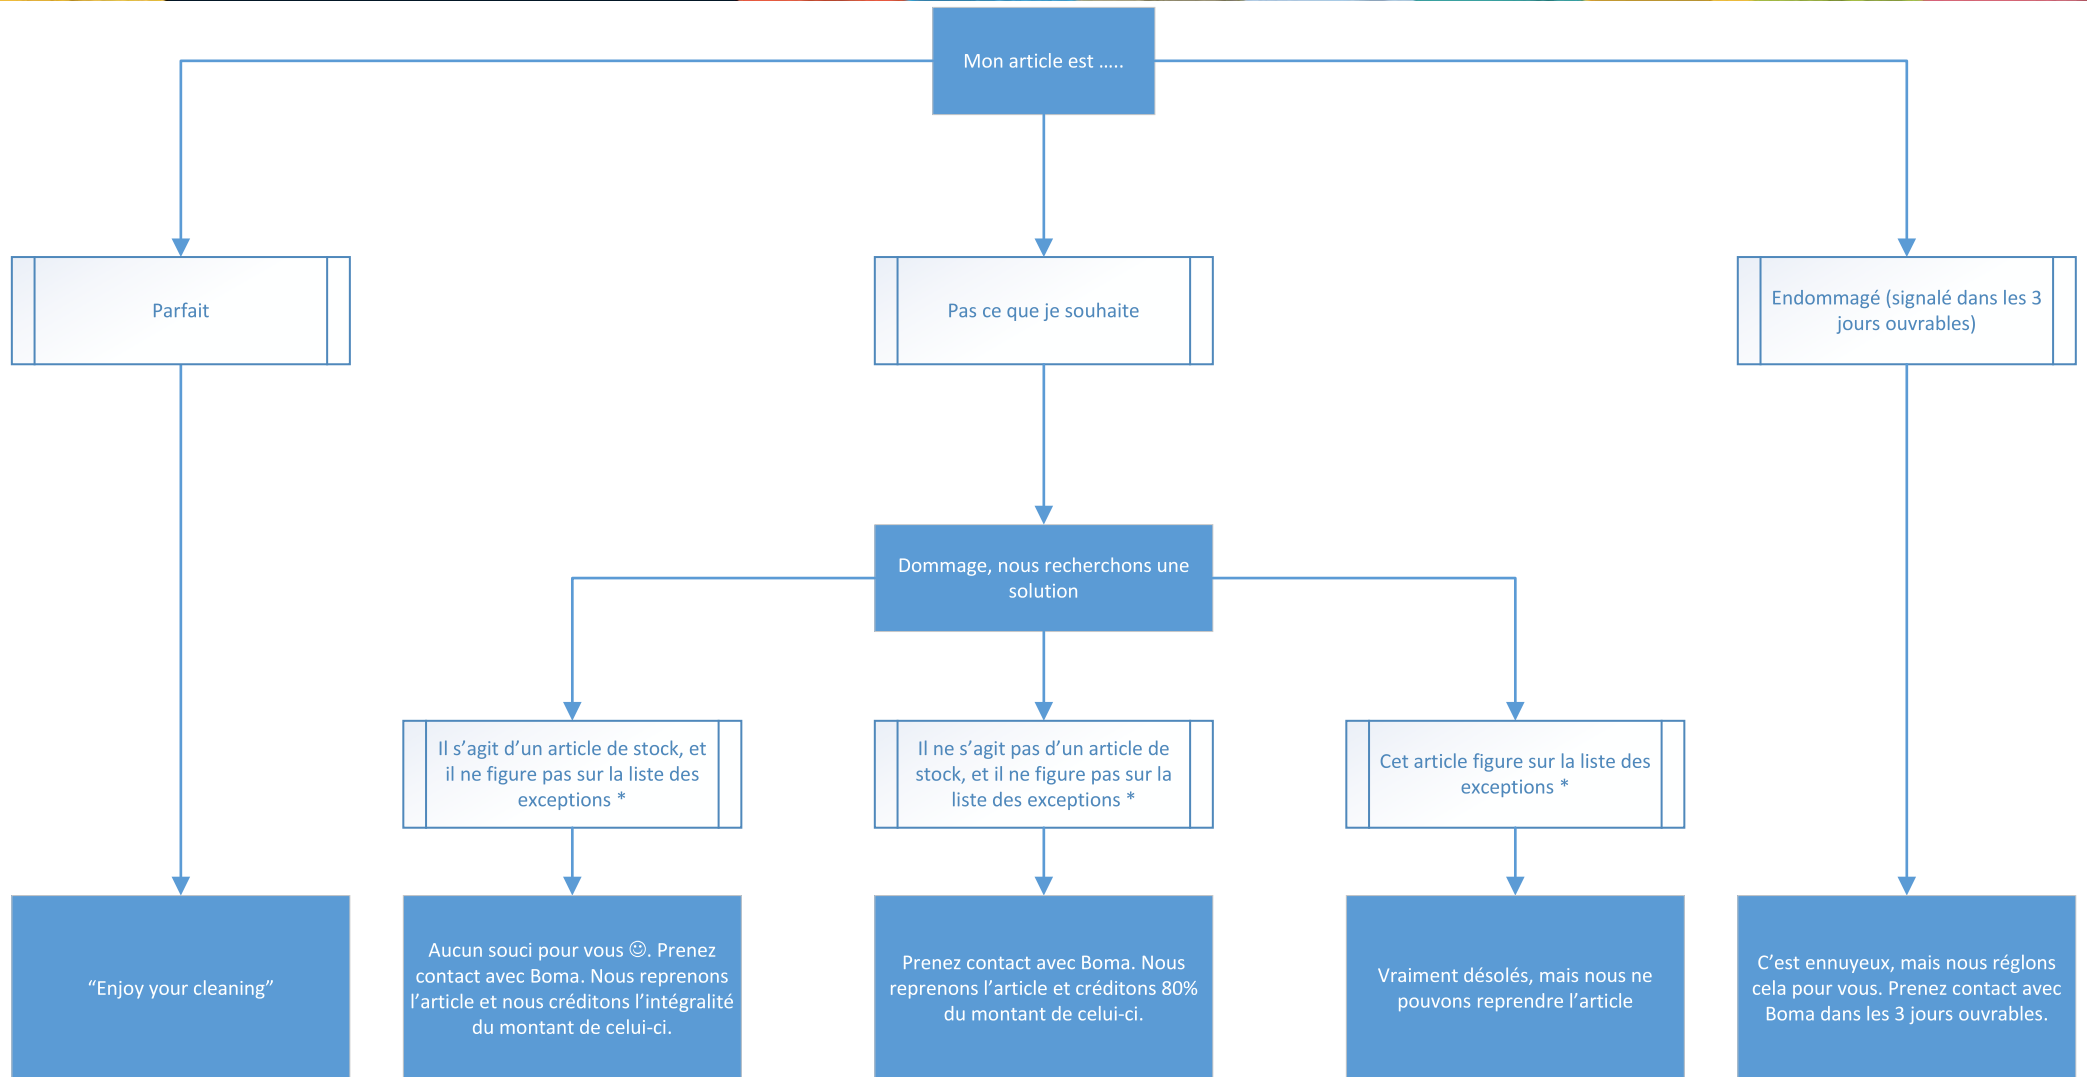 Mon article est .....
Parfait
Pas ce que je souhaite
Endommagé (signalé dans les 3
jours ouvrables)
Dommage, nous recherchons une
solution
Il s’agit d’un article de stock, et
il ne figure pas sur la liste des
exceptions *
Il ne s’agit pas d’un article de
stock, et il ne figure pas sur la
liste des exceptions *
Cet article figure sur la liste des
exceptions *
“Enjoy your cleaning”
Aucun souci pour vous ☺. Prenez
contact avec Boma. Nous reprenons
l’article et nous créditons l’intégralité
du montant de celui-ci.
Prenez contact avec Boma. Nous
reprenons l’article et créditons 80%
du montant de celui-ci.
Vraiment désolés, mais nous ne
pouvons reprendre l’article
C’est ennuyeux, mais nous réglons
cela pour vous. Prenez contact avec
Boma dans les 3 jours ouvrables.